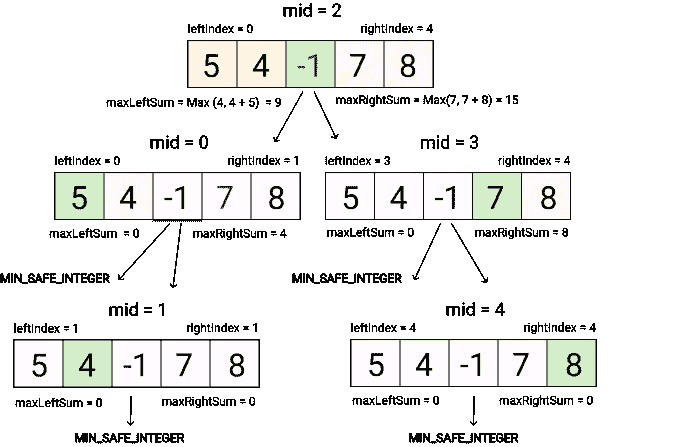 mid = 2
leftIndex = 0 rightIndex = 4
5 4 -1 7 8
maxLeftSum = Max (4, 4 + 5) = 9 maxRightSum = Max(7, 7 + 8) = 15
mid = 0 mid = 3
leftIndex = 0 rightIndex = 1 leftIndex = 3 rightIndex = 4
5 4 -1 7 8 5 4 -1 7 8
maxLeftSum = 0 maxRightSum = 4 maxLeftSum = 0 maxRightSum = 8
MIN_SAFE_INTEGER MIN_SAFE_INTEGER
mid = 1 mid = 4
leftIndex = 1 rightIndex = 1 leftIndex = 4 rightIndex = 4
5 4 -1 7 8 5 4 -1 7 8
maxLeftSum = 0 maxRightSum = 0 maxLeftSum = 0 maxRightSum = 0
MIN_SAFE_INTEGER MIN_SAFE_INTEGER